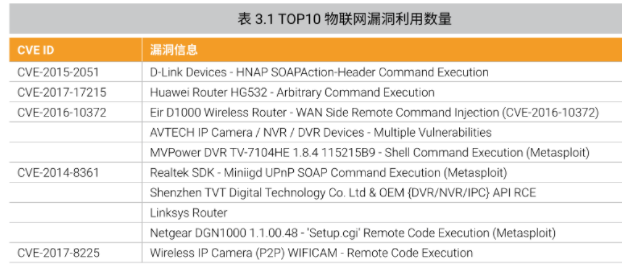 表 3.1 TOP10 物联网漏洞利用数量
CVE ID 漏洞信息
CVE-2015-2051 D-Link Devices - HNAP SOAPAction-Header Command Execution
CVE-2017-17215 Huawei Router HG532 - Arbitrary Command Execution
CVE-2016-10372 Eir D1000 Wireless Router - WAN Side Remote Command Injection (CVE-2016-10372)
AVTECH IP Camera / NVR / DVR Devices - Multiple Vulnerabilities
MVPower DVR TV-7104HE 1.8.4 115215B9 - Shell Command Execution (Metasploit)
CVE-2014-8361 Realtek SDK - Miniigd UPnP SOAP Command Execution (Metasploit)
Shenzhen TVT Digital Technology Co. Ltd & OEM {DVR/NVR/IPC} API RCE
Linksys Router
Netgear DGN1000 1.1.00.48 - 'Setup.cgi' Remote Code Execution (Metasploit)
CVE-2017-8225 Wireless IP Camera (P2P) WIFICAM - Remote Code Execution